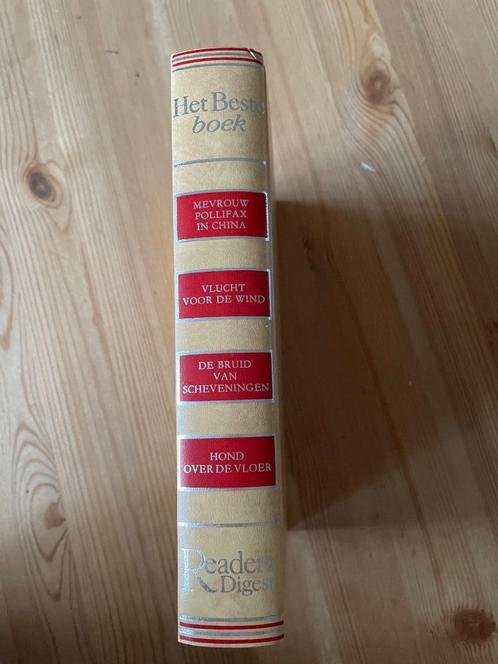 Het Beste
boek
MEVROUW
POLLIFAX
IN CHINA
VLUCHT
VOOR DE WIND
DE BRUID
VAN
SCHEVENINGEN
HOND
OVER DE VLOER
Reader's
Digest